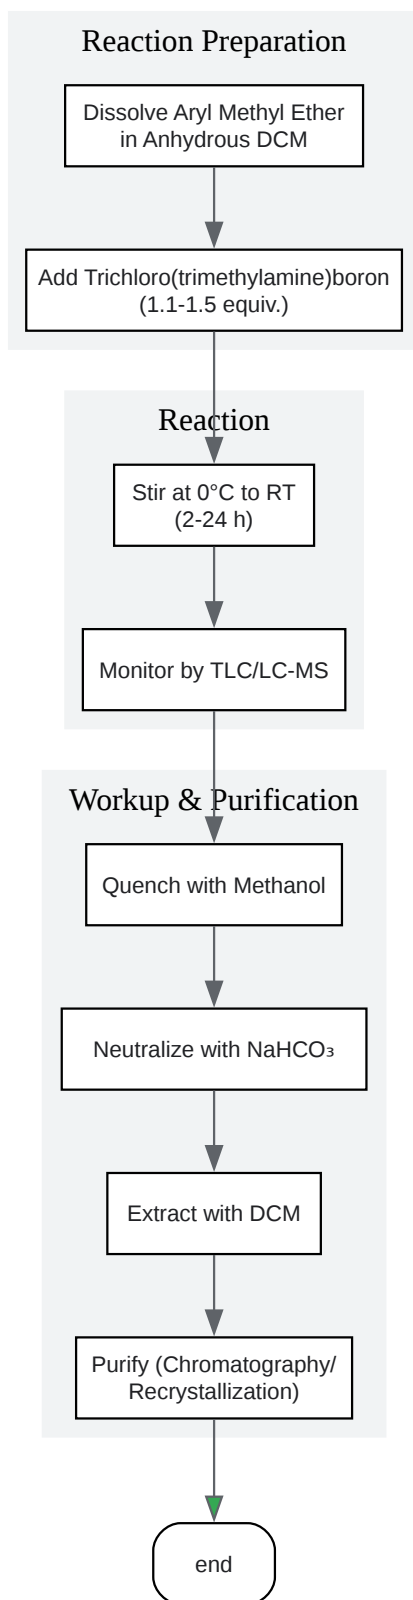 Reaction Preparation
Dissolve Aryl Methyl Ether
in Anhydrous DCM
Add Trichloro(trimethylamine)boron
(1.1-1.5 equiv.)
Reaction
Stir at 0°C to RT
(2-24 h)
Monitor by TLC/LC-MS
Workup & Purification
Quench with Methanol
Neutralize with NaHCO₃
Extract with DCM
Purify (Chromatography/
Recrystallization)
end